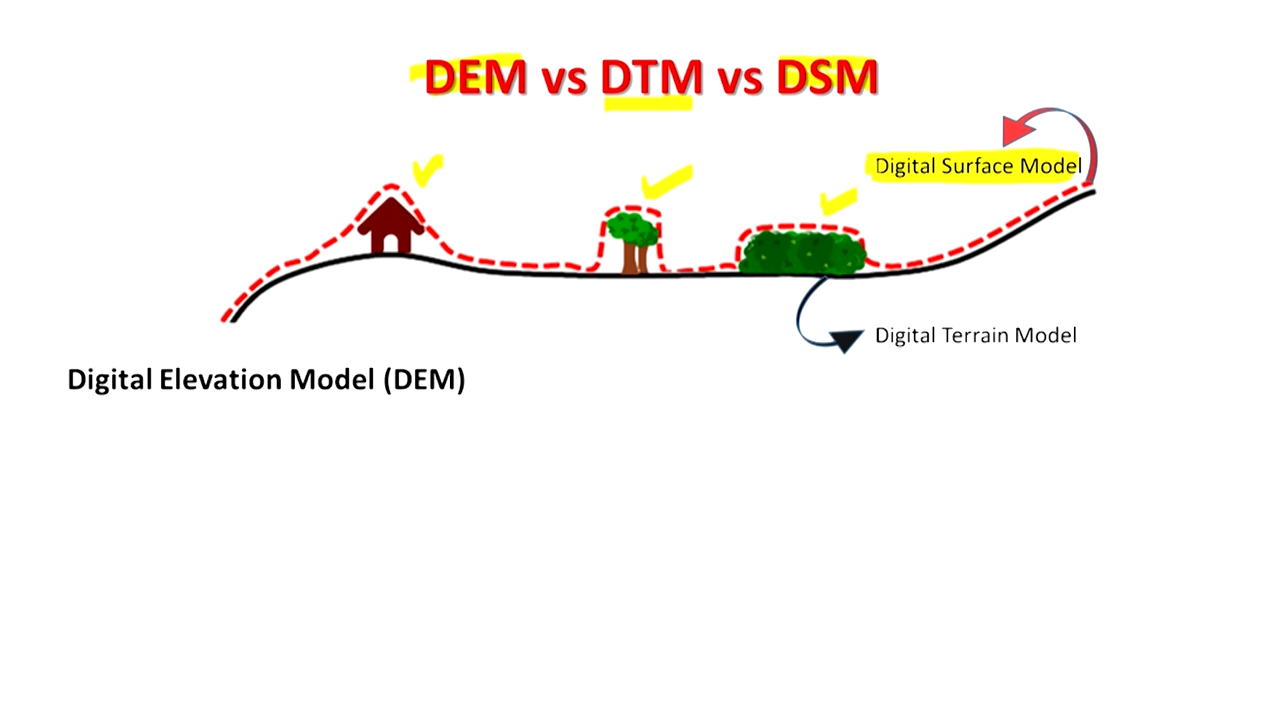 DEM vs DTM vs DSM
Digital Surface Model
Digital Terrain Model
Digital Elevation Model (DEM)